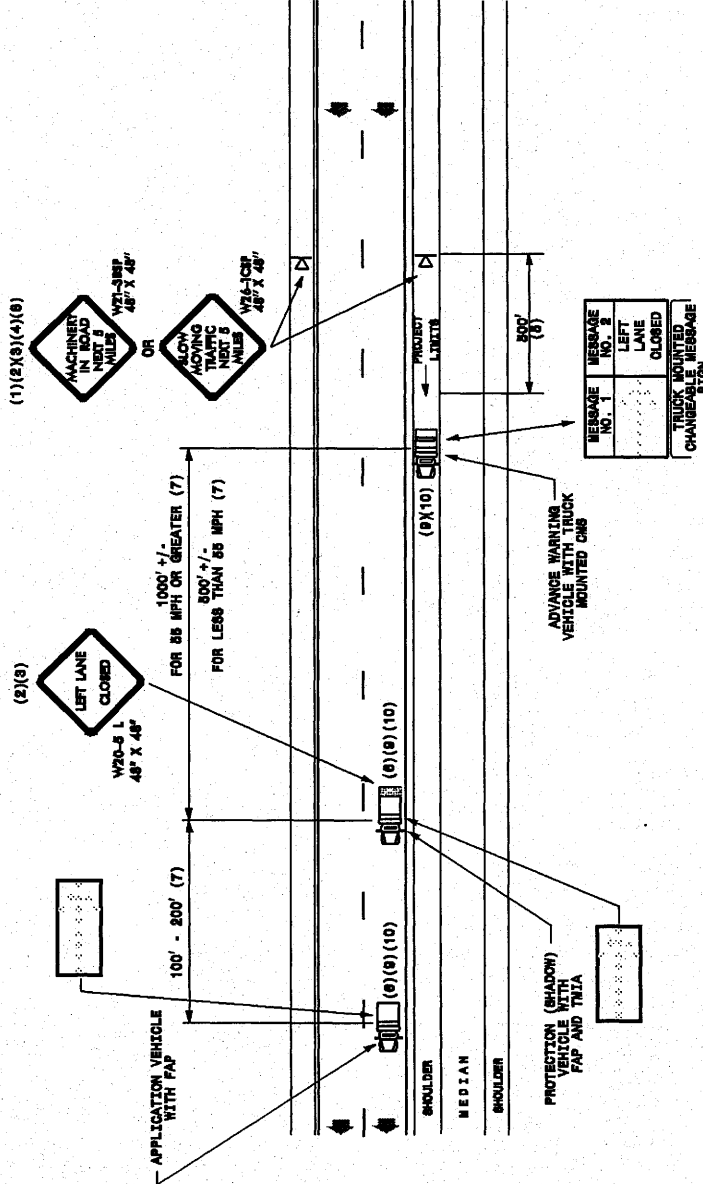 (1)(2)(3)(4)(6)
MACHINERY
IN ROAD
NEXT 5
MILES
W21-3BSP
48" X 48"
OR
SLOW
MOVING
TRAFFIC
NEXT 5
MILES
W26-1CSP
48" X 48"
(2)(3)
LEFT LANE
CLOSED
W20-5 L
48" X 48"
1000' +/-
FOR 55 MPH OR GREATER (7)
500' +/-
FOR LESS THAN 55 MPH (7)
100' - 200' (7)
APPLICATION VEHICLE
WITH FAP
(6)(9)(10)
(6)(9)(10)
(9)(10)
PROJECT
LIMITS
500'
(5)
SHOULDER
MEDIAN
SHOULDER
PROTECTION (SHADOW)
VEHICLE WITH
FAP AND TMIA
ADVANCE WARNING
VEHICLE WITH TRUCK
MOUNTED CMS
MESSAGE
NO. 1
MESSAGE
NO. 2
LEFT
LANE
CLOSED
TRUCK MOUNTED
CHANGEABLE MESSAGE
SIGN